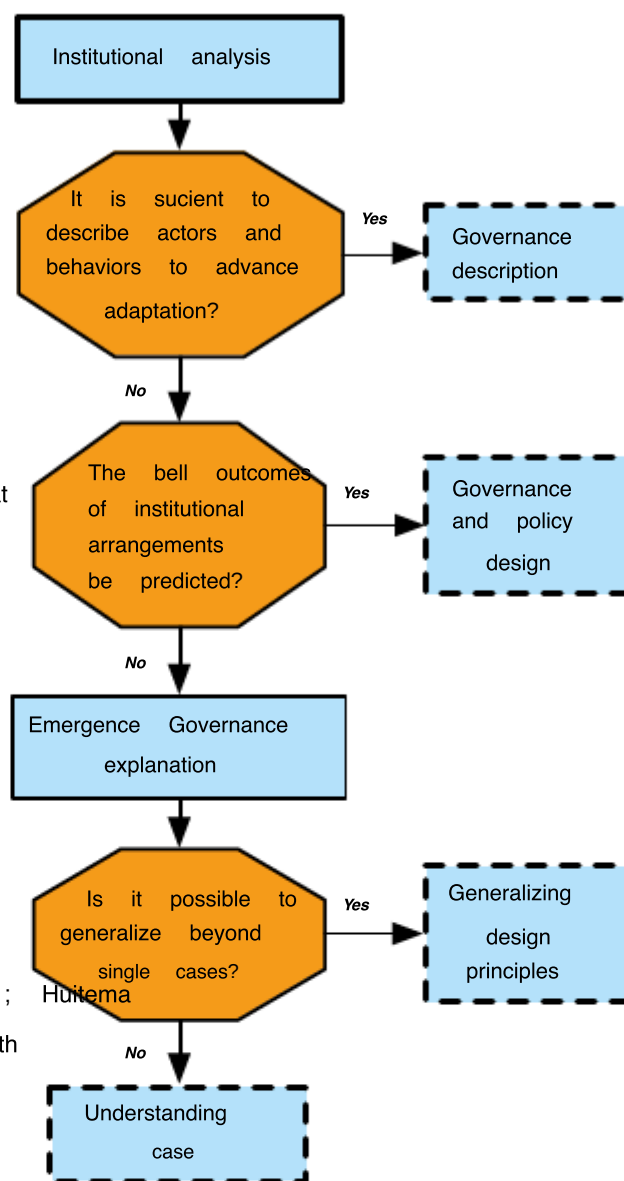 Institutional analysis
It is sucient to
describe actors and
behaviors to advance
adaptation?
Yes
Governance
description
No
The bell outcomes
of institutional
arrangements
be predicted?
Yes
Governance
and policy
design
No
Emergence Governance
explanation
Is it possible to
generalize beyond
single cases?
Yes
Generalizing
design
principles
; Huitema
th
No
Understanding
case